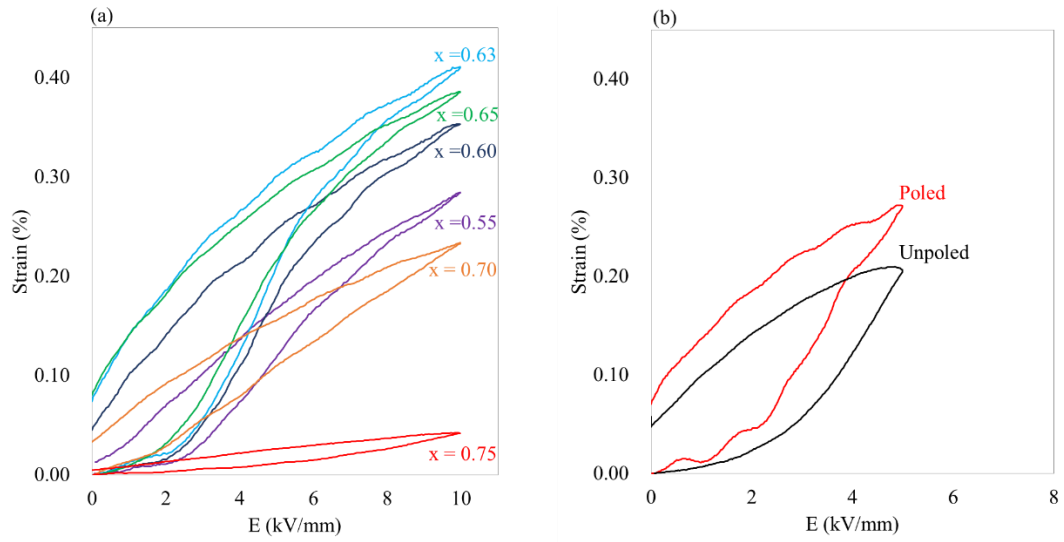 (a)
0.40
0.30
0.20
0.10
0.00
Strain (%)
x =0.63
x =0.65
x =0.60
x =0.55
x = 0.70
x = 0.75
0 2 4 6 8 10
E (kV/mm)
(b)
0.40
0.30
0.20
0.10
0.00
Strain (%)
Poled
Unpoled
0 2 4 6 8
E (kV/mm)